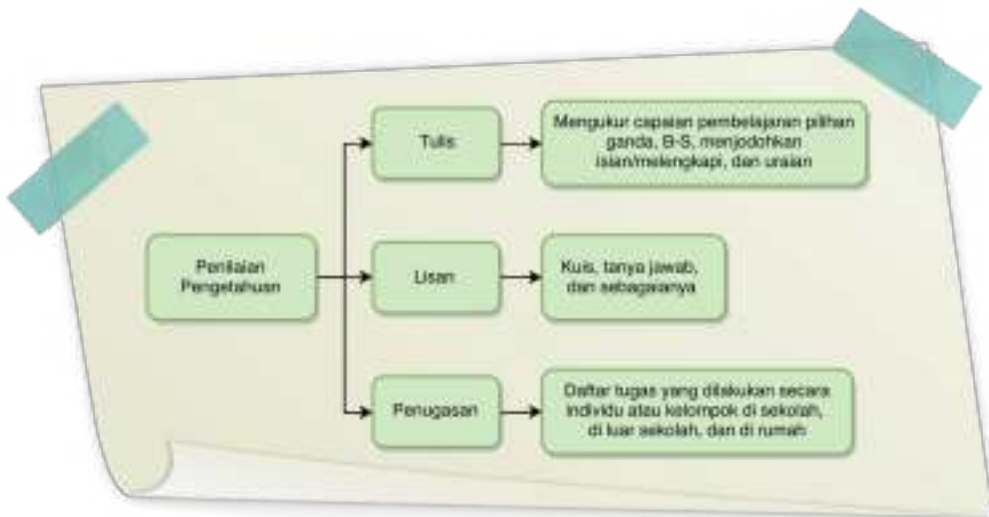 Tulis
Mengukur capaian pembelajaran pilihan
ganda, B-S, menjodohkan
isian/melengkapi, dan uraian
Penilaian
Pengetahuan
Lisan
Kuis, tanya jawab,
dan sebagaianya
Penugasan
Daftar tugas yang dilakukan secara
individu atau kelompok di sekolah,
di luar sekolah, dan di rumah